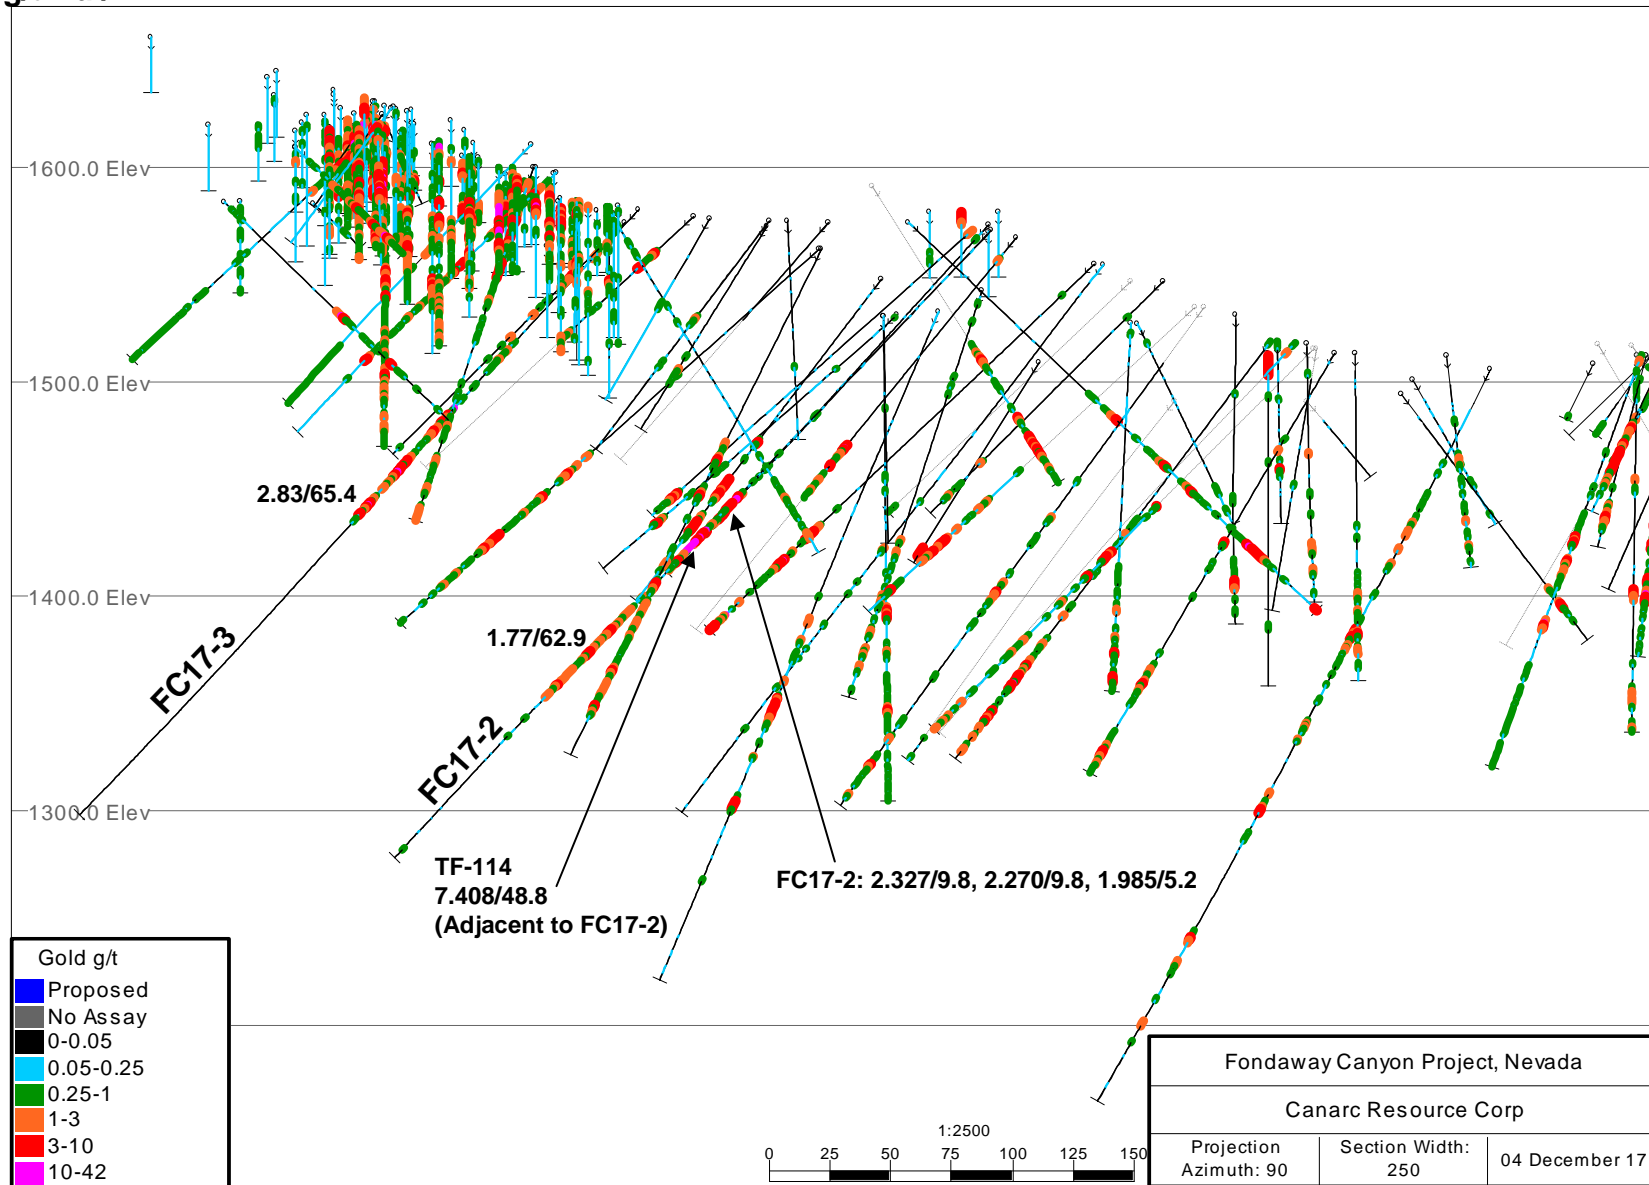 1600.0 Elev
1500.0 Elev
2.83/65.4
1400.0 Elev
1.77/62.9
FC17-3
FC17-2
1300.0 Elev
TF-114
7.408/48.8
(Adjacent to FC17-2)
FC17-2: 2.327/9.8, 2.270/9.8, 1.985/5.2
Gold g/t
Proposed
No Assay
0-0.05
0.05-0.25
0.25-1
1-3
3-10
10-42
1:2500
0 25 50 75 100 125 150
Fondaway Canyon Project, Nevada
Canarc Resource Corp
Projection
Azimuth: 90
Section Width:
250
04 December 17